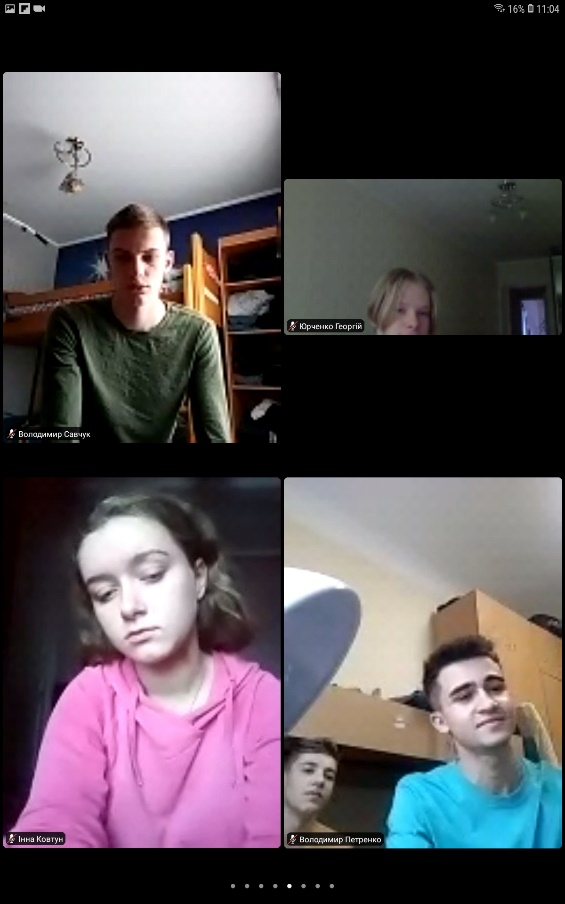 16% 11:04
Юрченко Георгій
Володимир Савчук
Інна Ковтун
Володимир Петренко